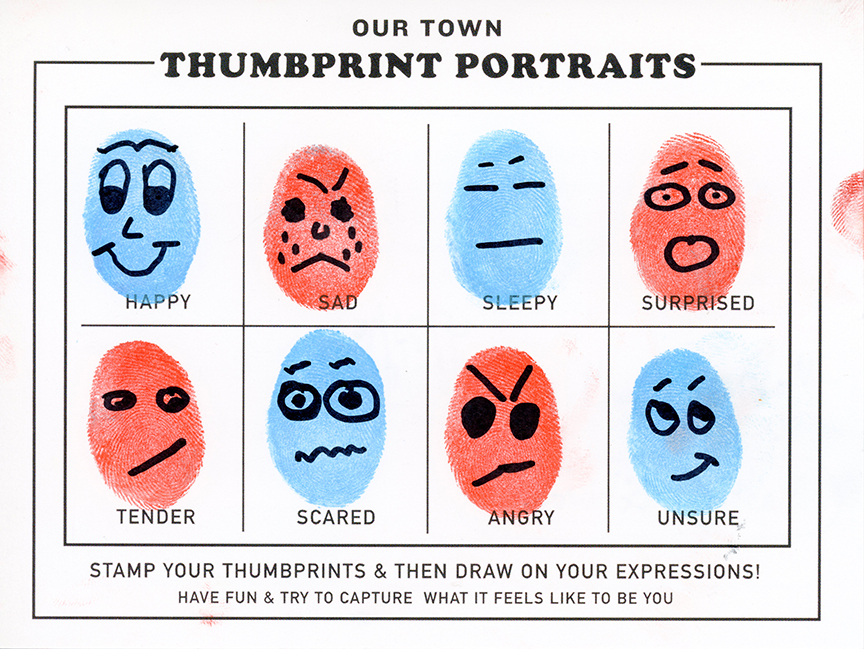 OUR TOWN
THUMBPRINT PORTRAITS
HAPPY
SAD
SLEEPY
SURPRISED
TENDER
SCARED
ANGRY
UNSURE
STAMP YOUR THUMBPRINTS & THEN DRAW ON YOUR EXPRESSIONS!
HAVE FUN & TRY TO CAPTURE WHAT IT FEELS LIKE TO BE YOU